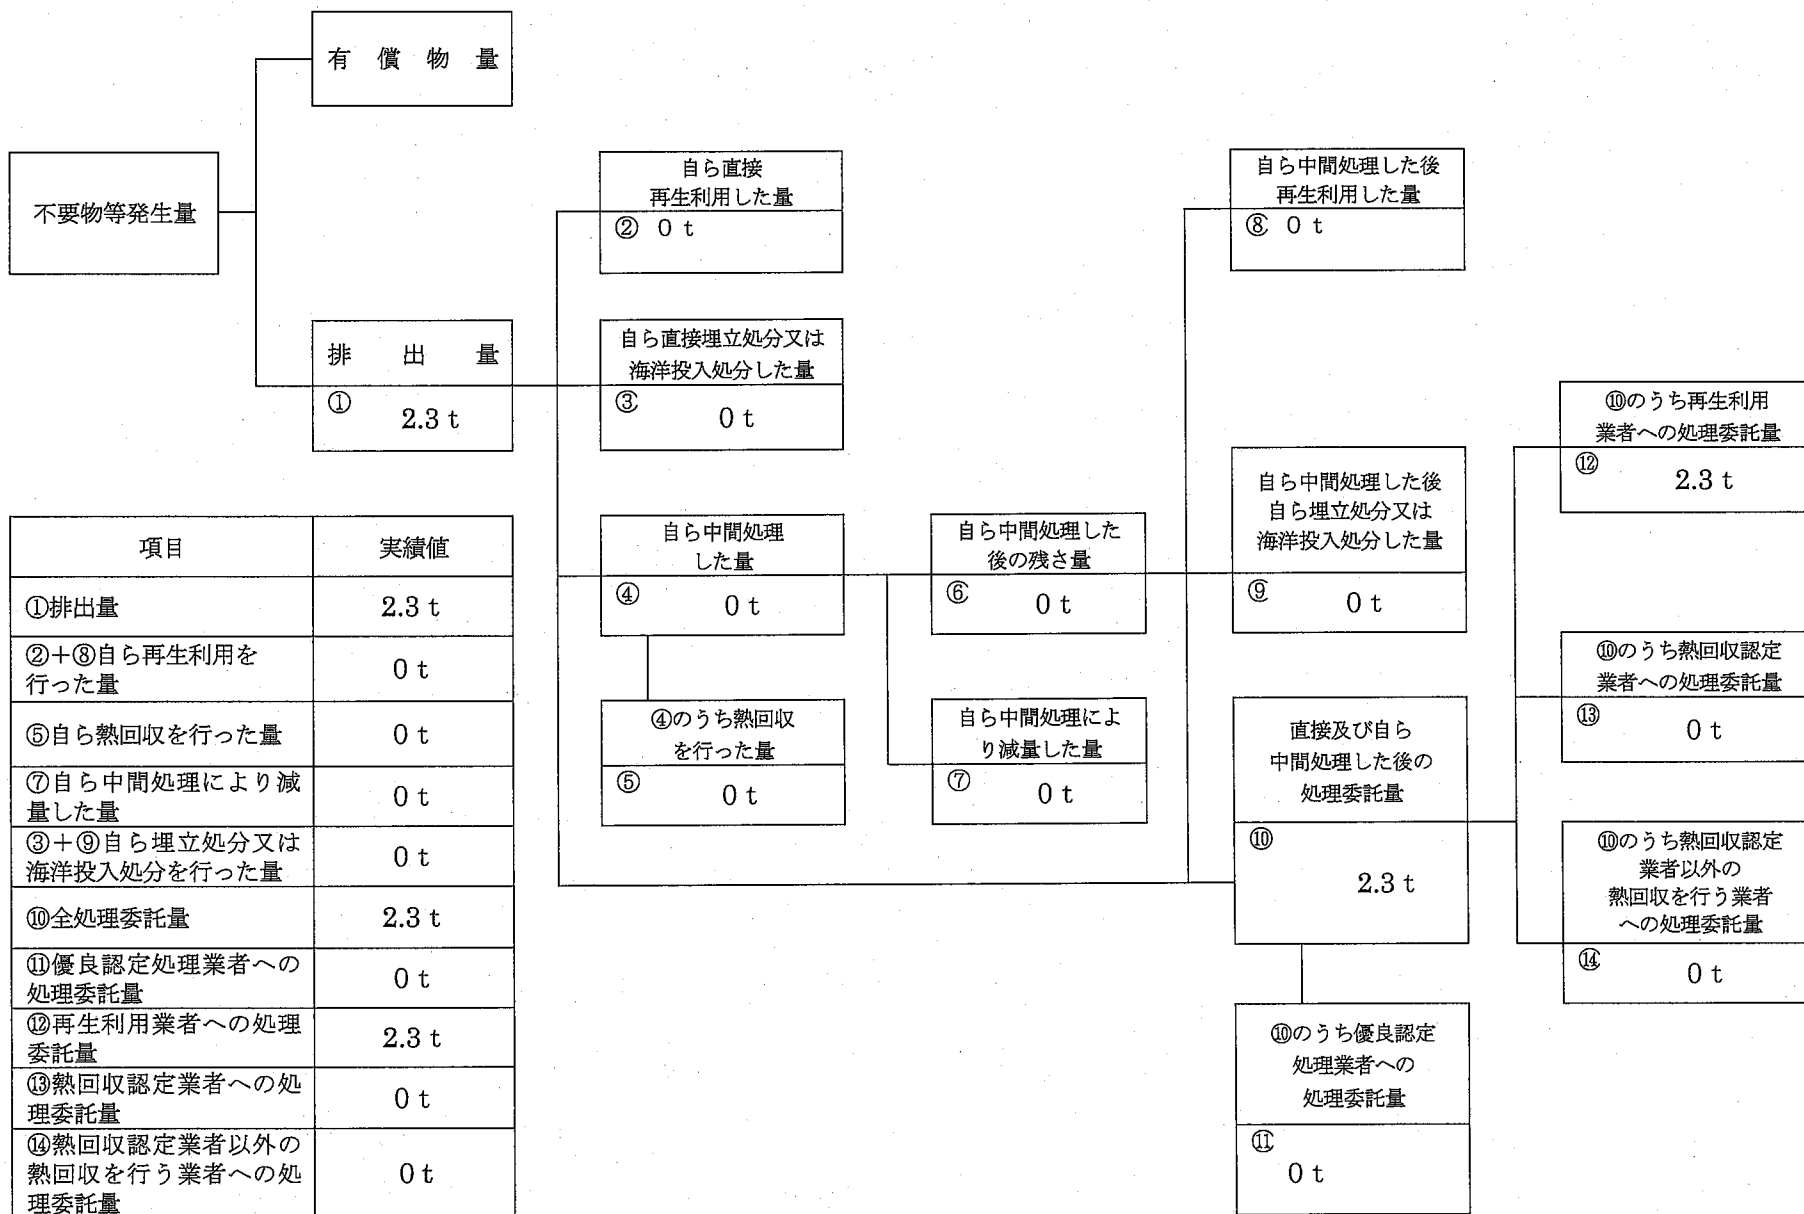 有償物量
不要物等発生量
排出量
①
2.3 t
自ら直接
再生利用した量
② 0 t
自ら直接埋立処分又は
海洋投入処分した量
③
0 t
自ら中間処理
した量
④
0 t
④のうち熱回収
を行った量
⑤
0 t
自ら中間処理した
後の残さ量
⑥
0 t
自ら中間処理によ
り減量した量
⑦
0 t
自ら中間処理した後
再生利用した量
⑧ 0 t
自ら中間処理した後
自ら埋立処分又は
海洋投入処分した量
⑨
0 t
直接及び自ら
中間処理した後の
処理委託量
⑩
2.3 t
⑩のうち優良認定
処理業者への
処理委託量
⑪
0 t
⑩のうち再生利用
業者への処理委託量
⑫
2.3 t
⑩のうち熱回収認定
業者への処理委託量
⑬
0 t
⑩のうち熱回収認定
業者以外の
熱回収を行う業者
への処理委託量
⑭
0 t
項目 実績値
①排出量 2.3 t
②+⑧自ら再生利用を
行った量 0 t
⑤自ら熱回収を行った量 0 t
⑦自ら中間処理により減
量した量 0 t
③+⑨自ら埋立処分又は
海洋投入処分を行った量 0 t
⑩全処理委託量 2.3 t
⑪優良認定処理業者への
処理委託量 0 t
⑫再生利用業者への処理
委託量 2.3 t
⑬熱回収認定業者への処
理委託量 0 t
⑭熱回収認定業者以外の
熱回収を行う業者への処
理委託量 0 t